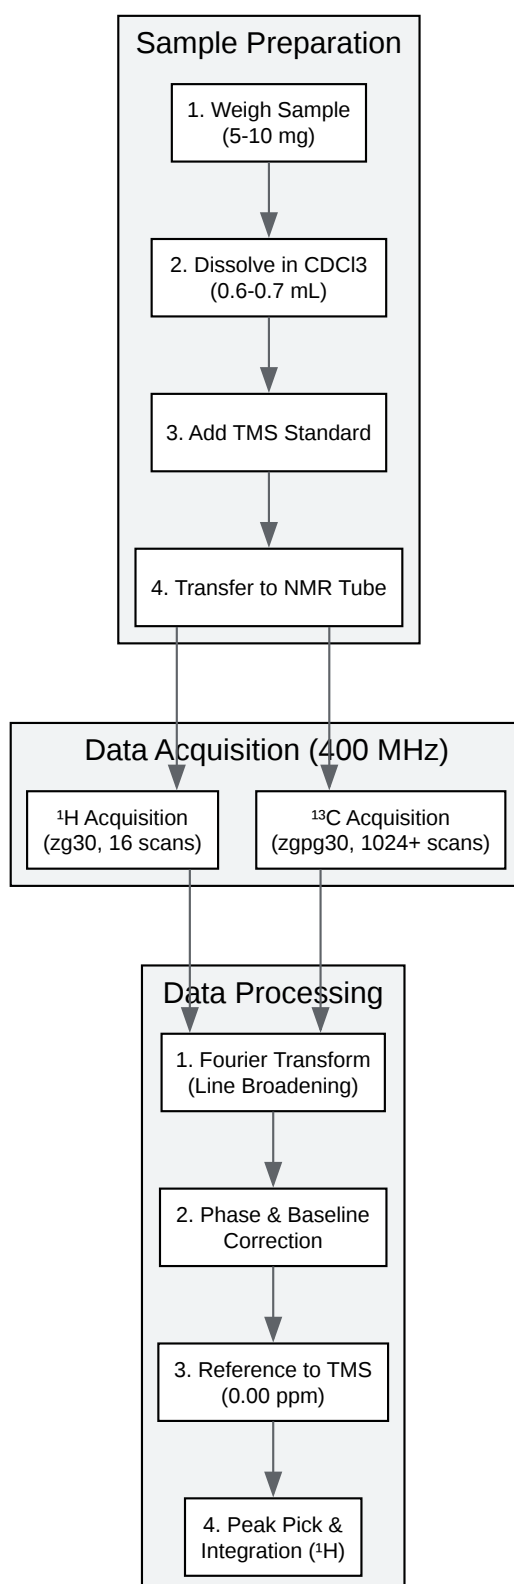 Sample Preparation
1. Weigh Sample
(5-10 mg)
2. Dissolve in CDCl3
(0.6-0.7 mL)
3. Add TMS Standard
4. Transfer to NMR Tube
Data Acquisition (400 MHz)
¹H Acquisition
(zg30, 16 scans)
¹³C Acquisition
(zgpg30, 1024+ scans)
Data Processing
1. Fourier Transform
(Line Broadening)
2. Phase & Baseline
Correction
3. Reference to TMS
(0.00 ppm)
4. Peak Pick &
Integration (¹H)